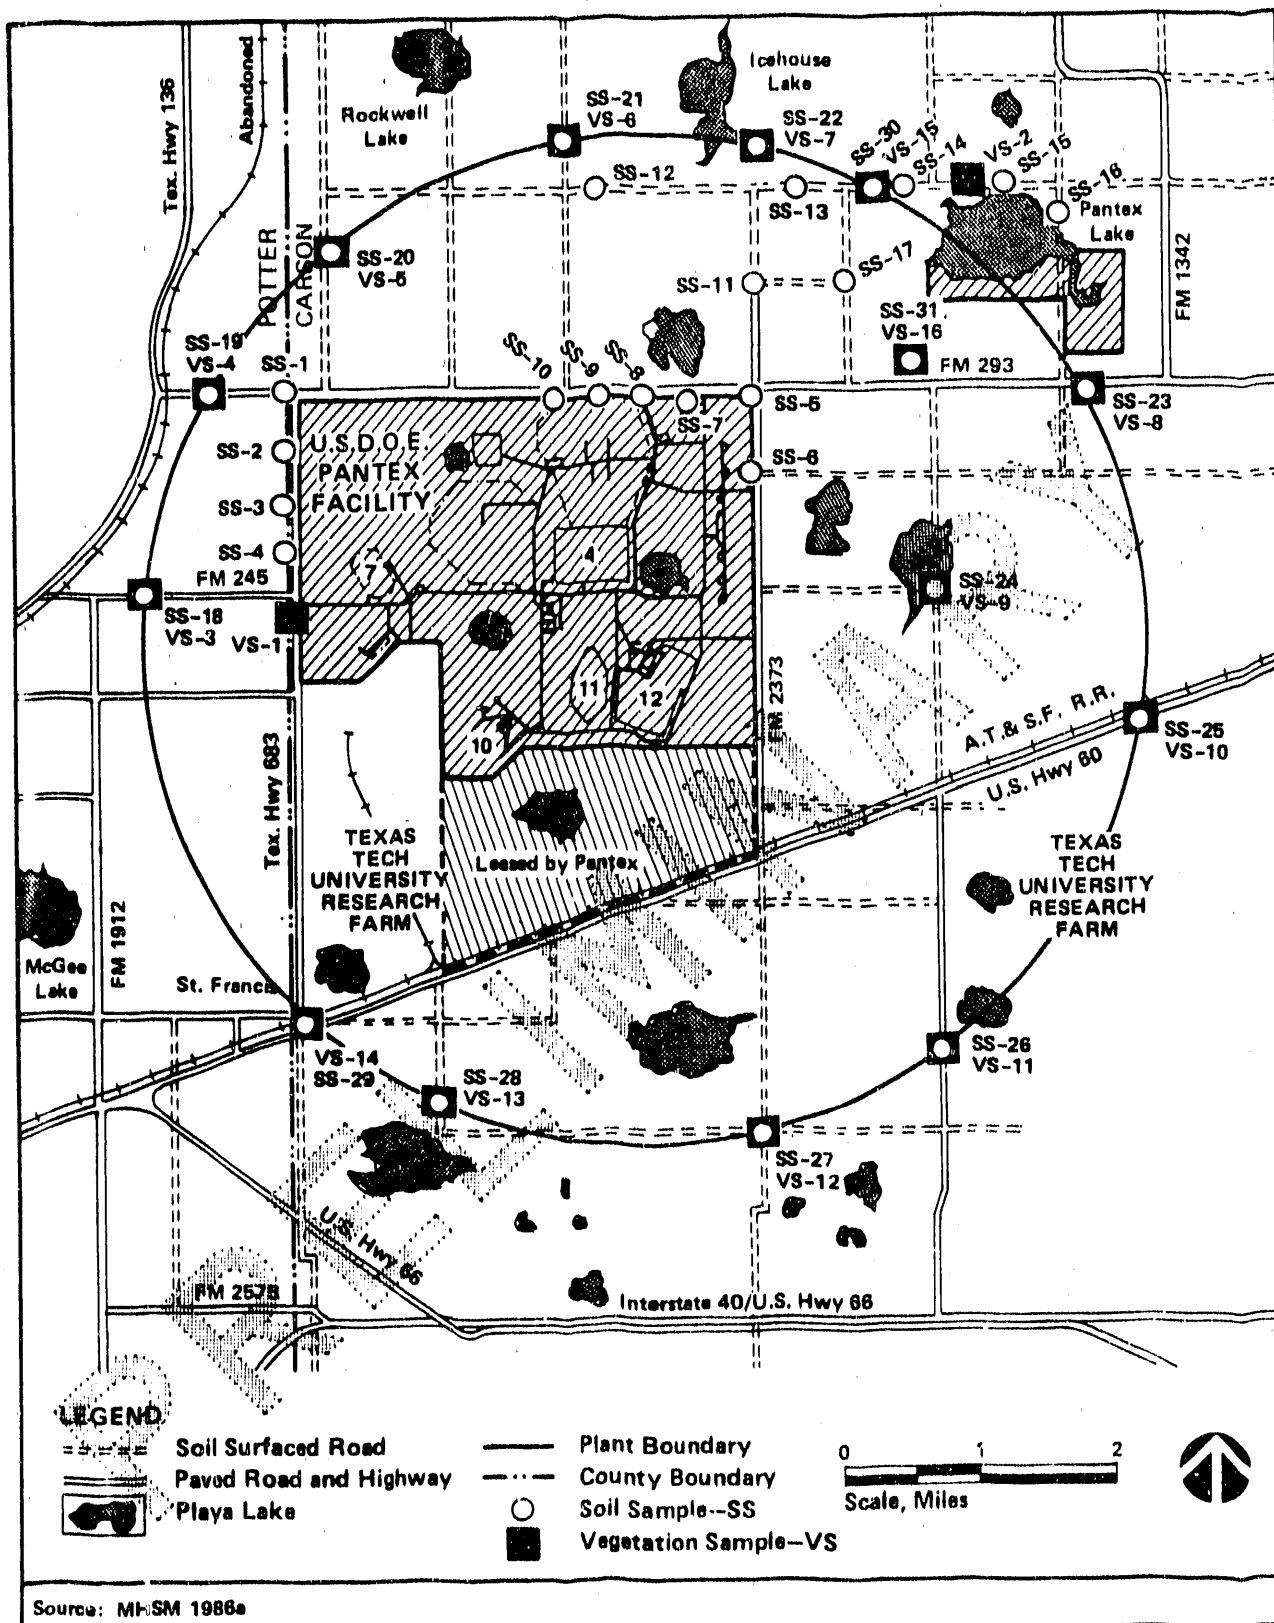 Tex. Hwy 136
Abandoned
Rockwell
Lake
Icehouse
Lake
SS-21
VS-6
SS-22
VS-7
SS-30
VS-15
SS-14
VS-2
SS-15
SS-16
Pantex
Lake
SS-12
SS-13
SS-11
SS-17
FM 1342
POTTER
CARSON
SS-20
VS-5
SS-19
VS-4
SS-1
SS-10
SS-9
SS-8
SS-7
SS-31
VS-16
FM 293
SS-5
SS-23
VS-8
SS-2
U.S.D.O.E.
PANTEX
FACILITY
SS-6
SS-3
SS-4
FM 245
7
4
SS-24
VS-9
SS-18
VS-3
VS-1
11
12
10
FM 2373
A.T.& S.F. R.R.
U.S. Hwy 60
SS-25
VS-10
Tex. Hwy 683
TEXAS
TECH
UNIVERSITY
RESEARCH
FARM
Leased by Pantex
TEXAS
TECH
UNIVERSITY
RESEARCH
FARM
FM 1912
McGee
Lake
St. Francis
VS-14
SS-29
SS-28
VS-13
SS-26
VS-11
SS-27
VS-12
U.S. Hwy 66
FM 2575
Interstate 40/U.S. Hwy 66
PRELIMINARY
LEGEND
Soil Surfaced Road
Paved Road and Highway
Playa Lake
Plant Boundary
County Boundary
Soil Sample--SS
Vegetation Sample--VS
0 1 2
Scale, Miles
Source: MHSM 1986a